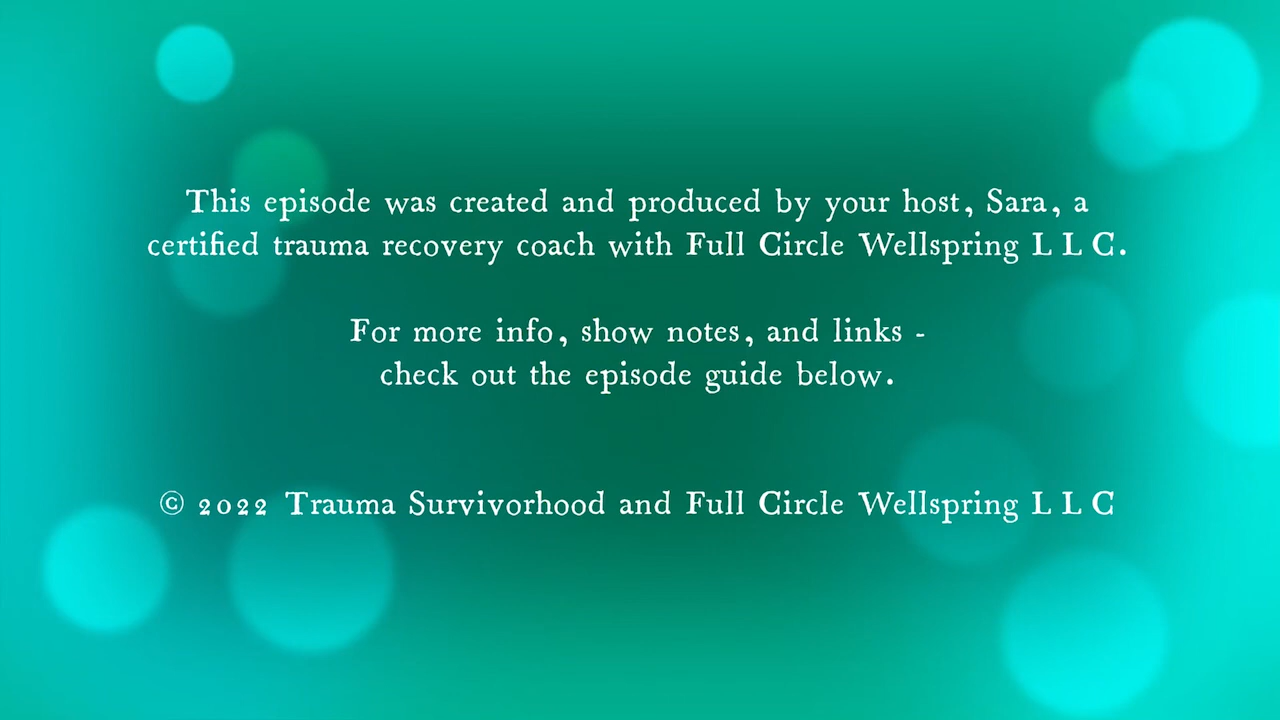 This episode was created and produced by your host, Sara, a
certified trauma recovery coach with Full Circle Wellspring L L C.
For more info, show notes, and links -
check out the episode guide below.
© 2022 Trauma Survivorhood and Full Circle Wellspring L L C